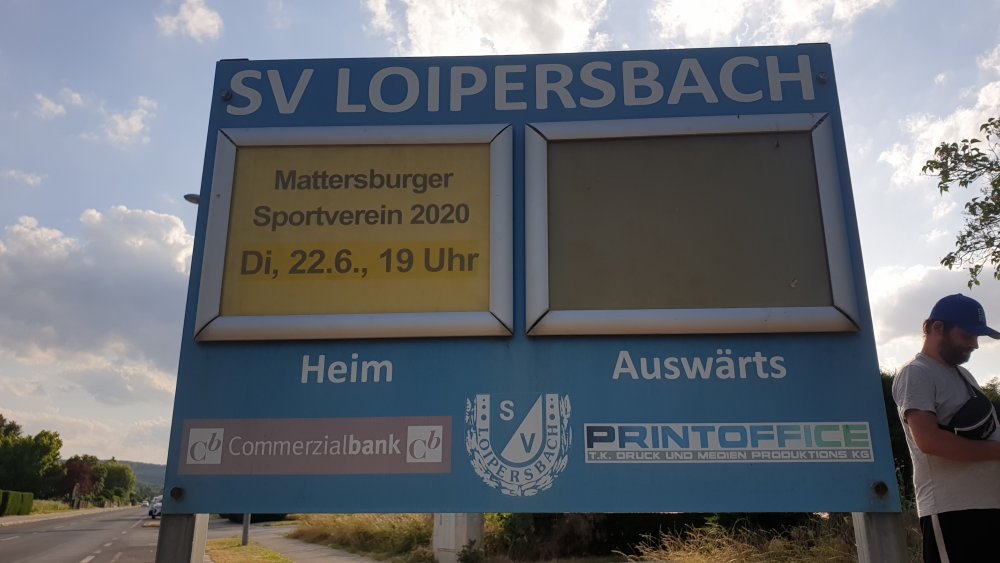 SV LOIPERSBACH
Mattersburger
Sportverein 2020
Di, 22.6., 19 Uhr
Heim
Auswärts
Cb Commerzialbank Cb
S
V
LOIPERSBACH
PRINTOFFICE
T.K. DRUCK UND MEDIEN PRODUKTIONS KG